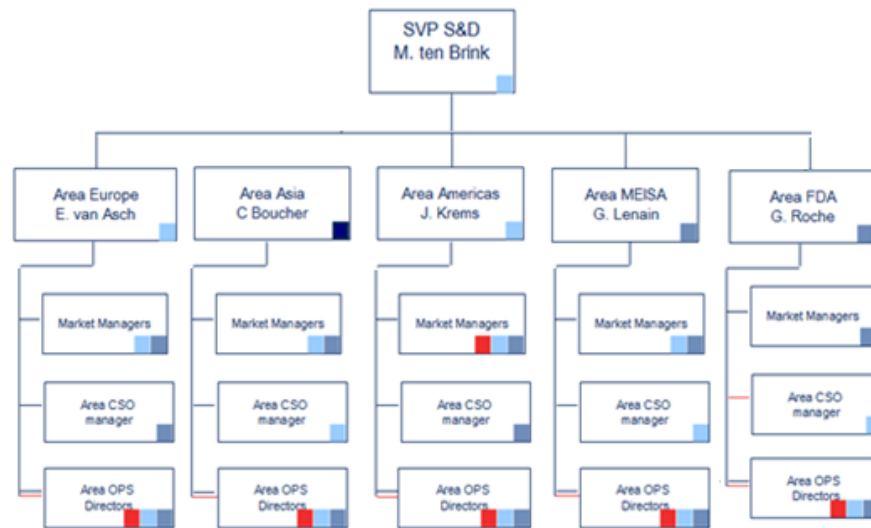 SVP S&D
M. ten Brink
Area Europe
E. van Asch
Area Asia
C Boucher
Area Americas
J. Krems
Area MEISA
G. Lenain
Area FDA
G. Roche
Market Managers
Market Managers
Market Managers
Market Managers
Market Managers
Area CSO
manager
Area CSO
manager
Area CSO
manager
Area CSO
manager
Area CSO
manager
Area OPS
Directors
Area OPS
Directors
Area OPS
Directors
Area OPS
Directors
Area OPS
Directors